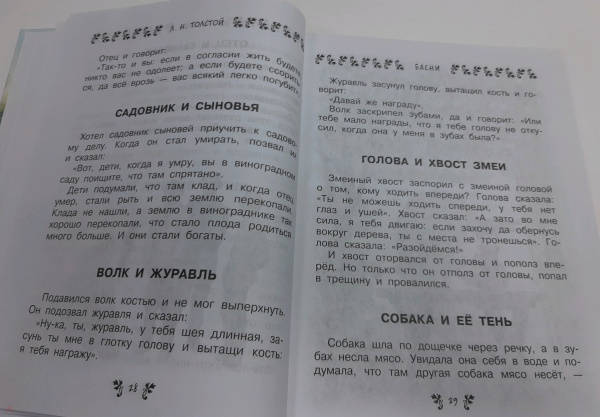 Л. Н. ТОЛСТОЙ
Отец и говорит:
«Так-то и вы: если в согласии жить будете,
никто вас не одолеет; а если будете ссорить-
ся, да всё врозь — вас всякий легко погубит».
САДОВНИК И СЫНОВЬЯ
Хотел садовник сыновей приучить к садово-
му делу. Когда он стал умирать, позвал их
и сказал:
«Вот, дети, когда я умру, вы в виноградном
саду поищите, что там спрятано».
Дети подумали, что там клад, и когда отец
умер, стали рыть и всю землю перекопали.
Клада не нашли, а землю в винограднике так
хорошо перекопали, что стало плода родиться
много больше. И они стали богаты.
ВОЛК И ЖУРАВЛЬ
Подавился волк костью и не мог выперхнуть.
Он подозвал журавля и сказал:
«Ну-ка, ты, журавль, у тебя шея длинная, за-
сунь ты мне в глотку голову и вытащи кость:
я тебя награжу».
28
БАСНИ
Журавль засунул голову, вытащил кость и го-
ворит:
«Давай же награду».
Волк заскрипел зубами, да и говорит: «Или
тебе мало награды, что я тебе голову не отку-
сил, когда она у меня в зубах была?»
ГОЛОВА И ХВОСТ ЗМЕИ
Змеиный хвост заспорил с змеиной головой
о том, кому ходить впереди? Голова сказала:
«Ты не можешь ходить спереди, у тебя нет
глаз и ушей». Хвост сказал: «А зато во мне
сила, я тебя двигаю: если захочу да обернусь
вокруг дерева, ты с места не тронешься». Го-
лова сказала: «Разойдёмся!»
И хвост оторвался от головы и пополз впе-
рёд. Но только что он отполз от головы, попал
в трещину и провалился.
СОБАКА И ЕЁ ТЕНЬ
Собака шла по дощечке через речку, а в зу-
бах несла мясо. Увидала она себя в воде и по-
думала, что там другая собака мясо несёт, —
29